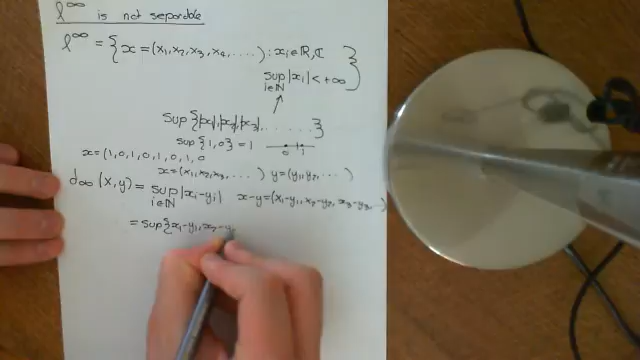 ℓ^∞ is not separable
ℓ^∞ = { x = (x₁, x₂, x₃, x₄, ....) : xᵢ ∈ ℝ, ℂ
sup |xᵢ| < +∞ }
i∈ℕ
sup { |x₁|, |x₂|, |x₃|, ....... }
sup { 1, 0 } = 1
0 1
x = (1, 0, 1, 0, 1, 0, 1, 0
x = (x₁, x₂, x₃, ...) y = (y₁, y₂, ...)
d∞ (x, y) = sup |xᵢ - yᵢ| x - y = (x₁ - y₁, x₂ - y₂, x₃ - y₃, ...)
i∈ℕ
= sup { x₁ - y₁, x₂ - y